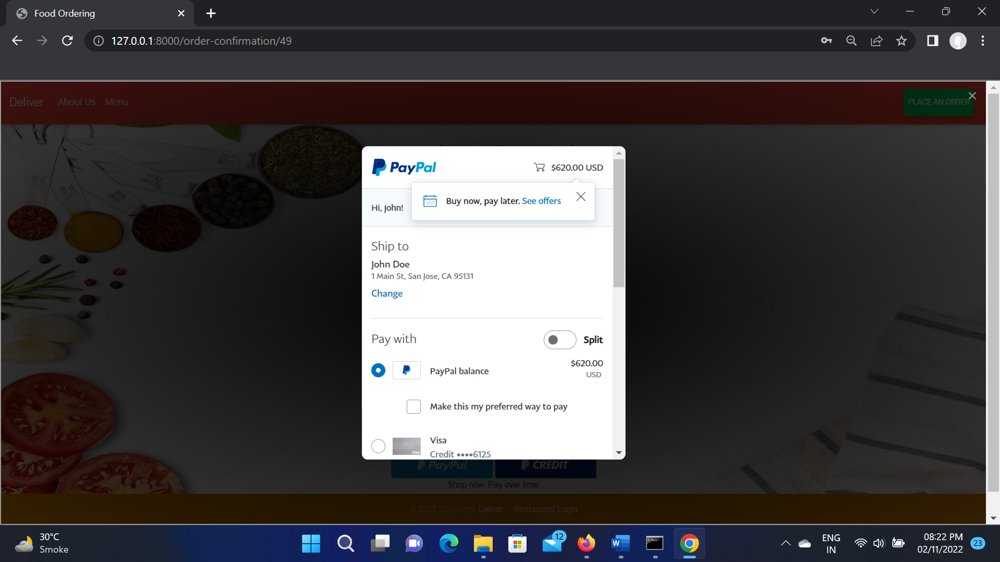 Food Ordering
127.0.0.1:8000/order-confirmation/49
Deliver About Us Menu
PLACE AN ORDER
PayPal $620.00 USD
Buy now, pay later. See offers
Hi, John!
Ship to
John Doe
1 Main St, San Jose, CA 95131
Change
Pay with Split
PayPal balance $620.00
USD
Make this my preferred way to pay
Visa
VISA
Credit ••••6125
PayPal CREDIT
Shop now. Pay over time.
© 2022 Copyright: Deliver Restaurant Login
30°C
Smoke
12
W
ENG
IN
08:22 PM
02/11/2022
23